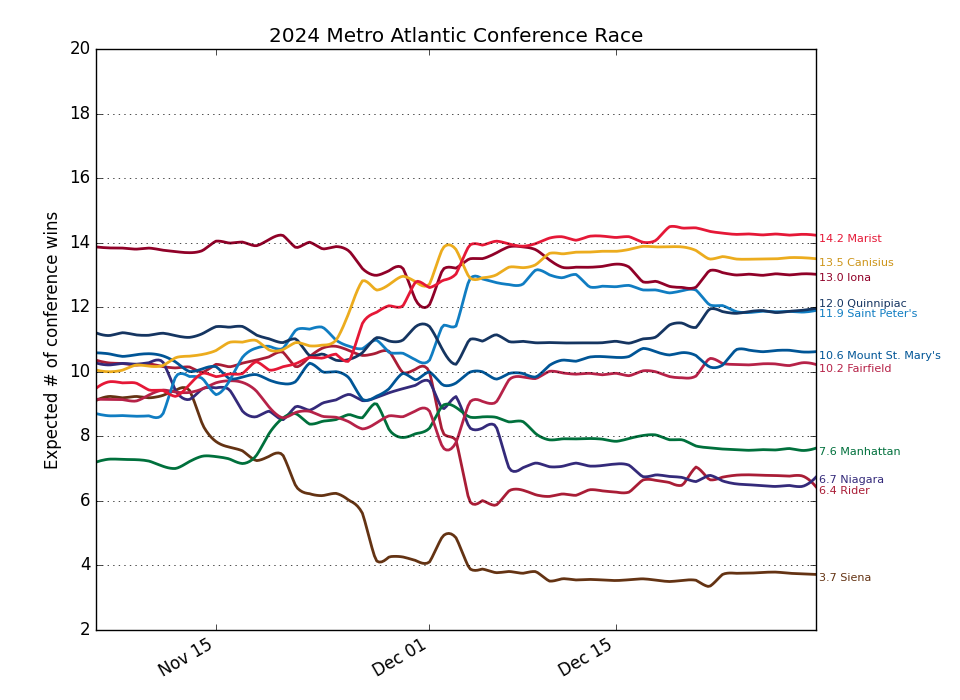 2024 Metro Atlantic Conference Race
Expected # of conference wins
20
18
16
14
12
10
8
6
4
2
14.2 Marist
13.5 Canisius
13.0 Iona
12.0 Quinnipiac
11.9 Saint Peter's
10.6 Mount St. Mary's
10.2 Fairfield
7.6 Manhattan
6.7 Niagara
6.4 Rider
3.7 Siena
Nov 15
Dec 01
Dec 15